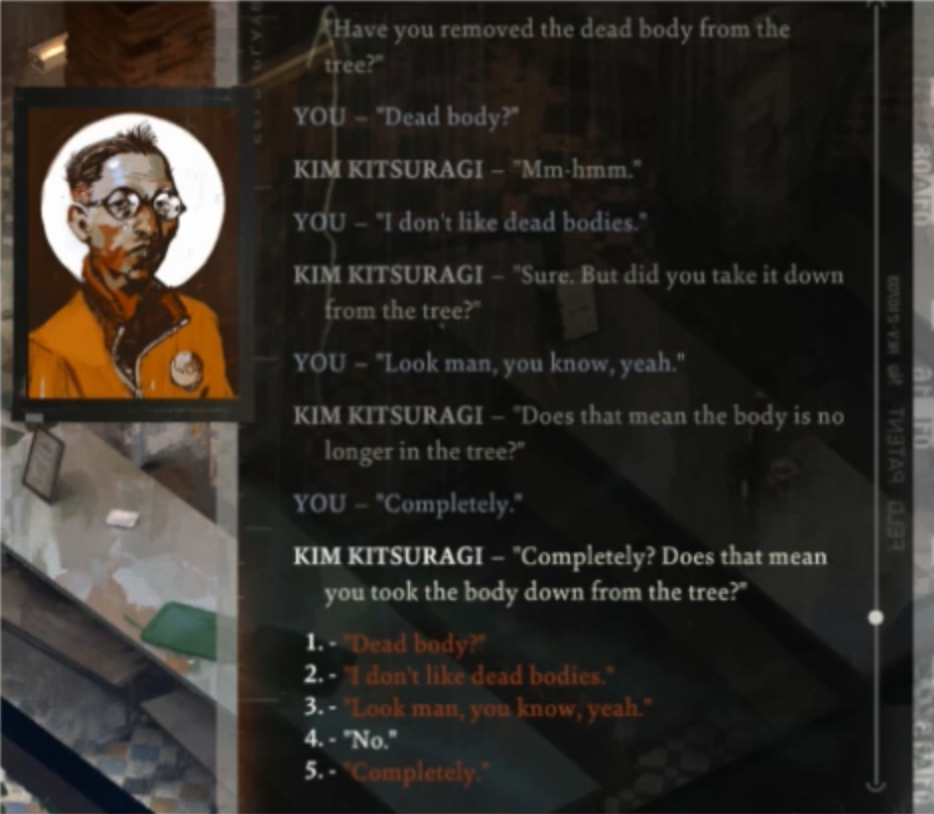 "Have you removed the dead body from the
tree?"
YOU – "Dead body?"
KIM KITSURAGI – "Mm-hmm."
YOU – "I don't like dead bodies."
KIM KITSURAGI – "Sure. But did you take it down
from the tree?"
YOU – "Look man, you know, yeah."
KIM KITSURAGI – "Does that mean the body is no
longer in the tree?"
YOU – "Completely."
KIM KITSURAGI – "Completely? Does that mean
you took the body down from the tree?"
1. - "Dead body?"
2. - "I don't like dead bodies."
3. - "Look man, you know, yeah."
4. - "No."
5. - "Completely."